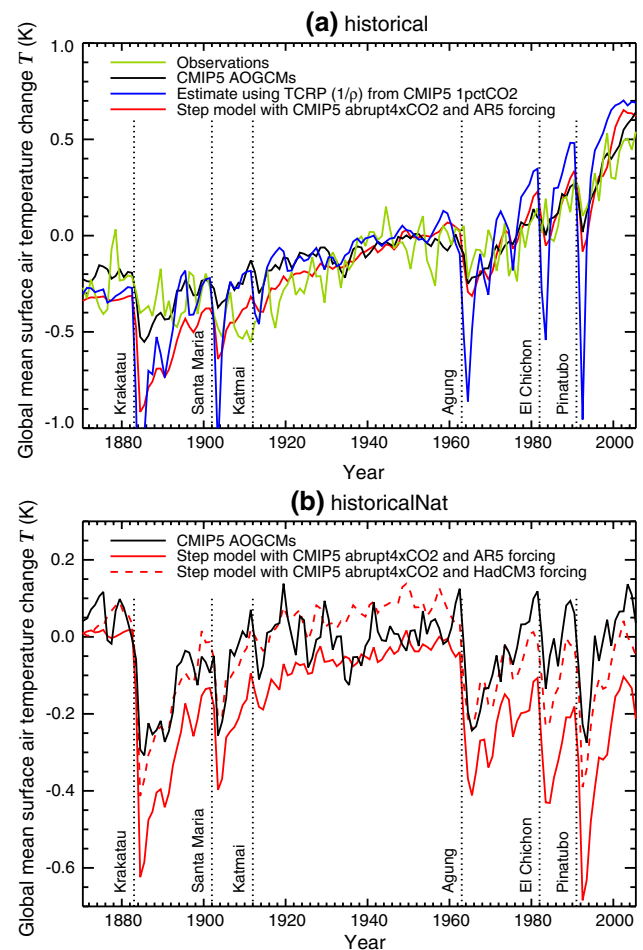 (a) historical
Global mean surface air temperature change T (K)
1.0
0.5
0.0
-0.5
-1.0
Observations
CMIP5 AOGCMs
Estimate using TCRP (1/ρ) from CMIP5 1pctCO2
Step model with CMIP5 abrupt4xCO2 and AR5 forcing
Krakatau
Santa Maria
Katmai
Agung
El Chichon
Pinatubo
1880 1900 1920 1940 1960 1980 2000
Year
(b) historicalNat
Global mean surface air temperature change T (K)
0.2
0.0
-0.2
-0.4
-0.6
CMIP5 AOGCMs
Step model with CMIP5 abrupt4xCO2 and AR5 forcing
Step model with CMIP5 abrupt4xCO2 and HadCM3 forcing
Krakatau
Santa Maria
Katmai
Agung
El Chichon
Pinatubo
1880 1900 1920 1940 1960 1980 2000
Year